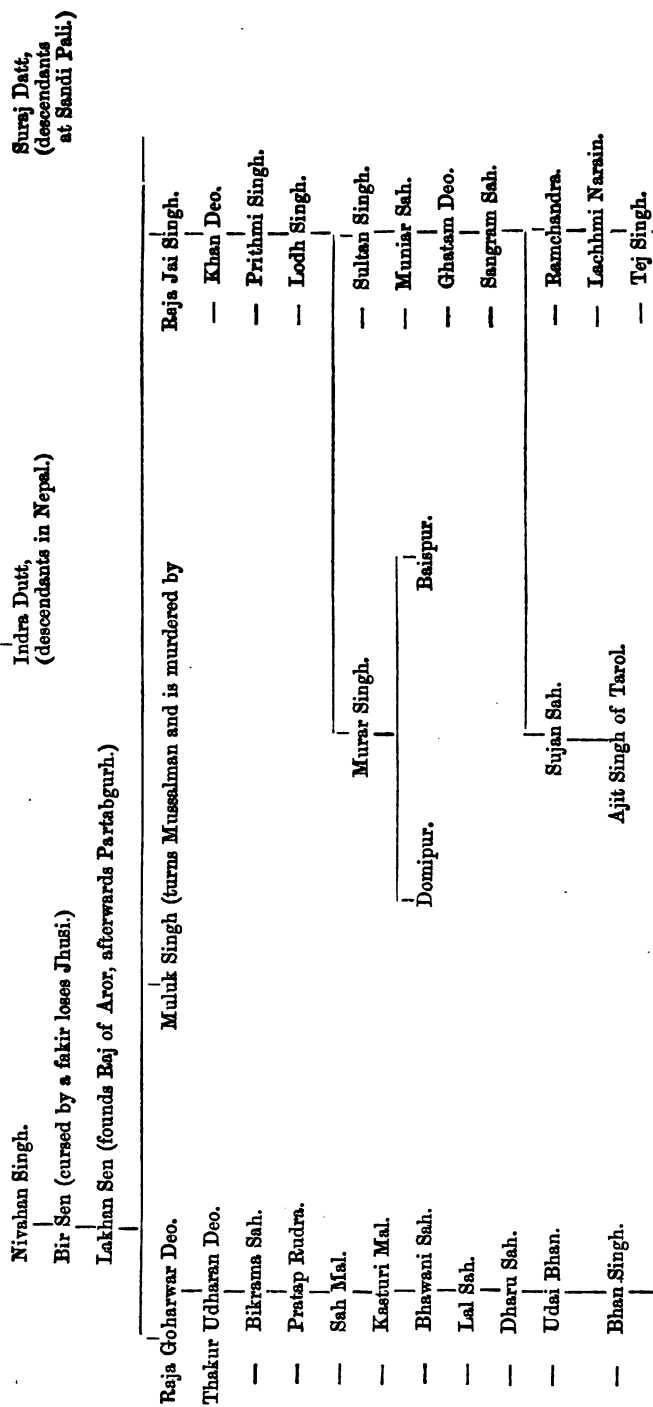 Nivahan Singh.
Indra Dutt,
(descendants in Nepal.)
Suraj Datt,
(descendants
at Sandi Pali.)
Bir Sen (cursed by a fakir loses Jhusi.)
Lakhan Sen (founds Raj of Aror, afterwards Partabgurh.)
Raja Goharwar Deo.
Muluk Singh (turns Mussalman and is murdered by
Raja Jai Singh.
Thakur Udharan Deo.
— Khan Deo.
— Bikrama Sah.
— Prithmi Singh.
— Pratap Rudra.
— Lodh Singh.
— Sah Mal.
Murar Singh.
— Sultan Singh.
— Kasturi Mal.
— Muniar Sah.
— Bhawani Sah.
Domipur.
Baispur.
— Ghatam Deo.
— Lal Sah.
— Sangram Sah.
— Dharu Sah.
— Udai Bhan.
Sujan Sah.
— Ramchandra.
— Lachhmi Narain.
— Bhan Singh.
Ajit Singh of Tarol.
— Tej Singh.